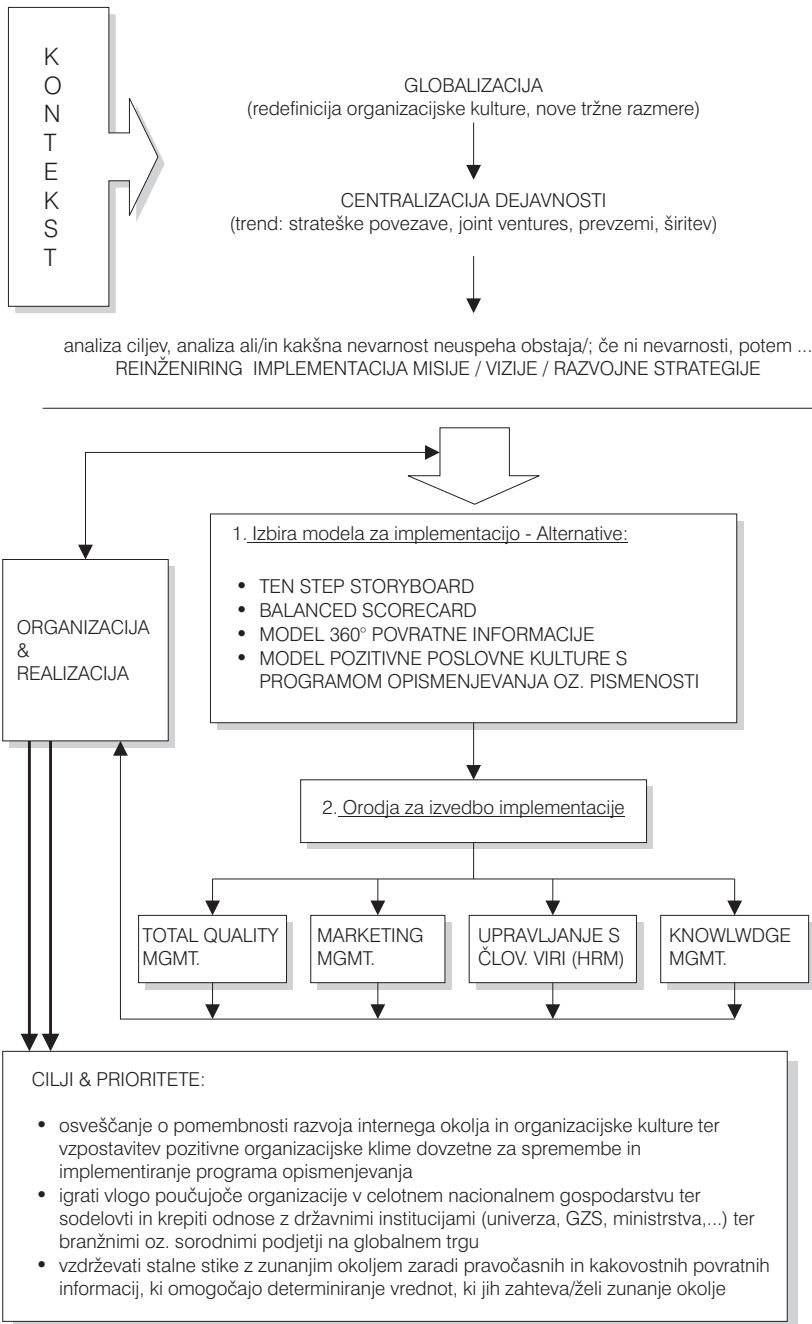 K
O
N
T
E
K
S
T
GLOBALIZACIJA
(redefinicija organizacijske kulture, nove tržne razmere)
CENTRALIZACIJA DEJAVNOSTI
(trend: strateške povezave, joint ventures, prevzemi, širitev)
analiza ciljev, analiza ali/in kakšna nevarnost neuspeha obstaja/; če ni nevarnosti, potem ...
REINŽENIRING IMPLEMENTACIJA MISIJE / VIZIJE / RAZVOJNE STRATEGIJE
1. Izbira modela za implementacijo - Alternative:
• TEN STEP STORYBOARD
• BALANCED SCORECARD
• MODEL 360° POVRATNE INFORMACIJE
• MODEL POZITIVNE POSLOVNE KULTURE S
PROGRAMOM OPISMENJEVANJA OZ. PISMENOSTI
ORGANIZACIJA
&
REALIZACIJA
2. Orodja za izvedbo implementacije
TOTAL QUALITY
MGMT.
MARKETING
MGMT.
UPRAVLJANJE S
ČLOV. VIRI (HRM)
KNOWLWDGE
MGMT.
CILJI & PRIORITETE:
• osveščanje o pomembnosti razvoja internega okolja in organizacijske kulture ter
vzpostavitev pozitivne organizacijske klime dovzetne za spremembe in
implementiranje programa opismenjevanja
• igrati vlogo poučujoče organizacije v celotnem nacionalnem gospodarstvu ter
sodelovti in krepiti odnose z državnimi institucijami (univerza, GZS, ministrstva,...) ter
branžnimi oz. sorodnimi podjetji na globalnem trgu
• vzdrževati stalne stike z zunanjim okoljem zaradi pravočasnih in kakovostnih povratnih
informacij, ki omogočajo determiniranje vrednot, ki jih zahteva/želi zunanje okolje